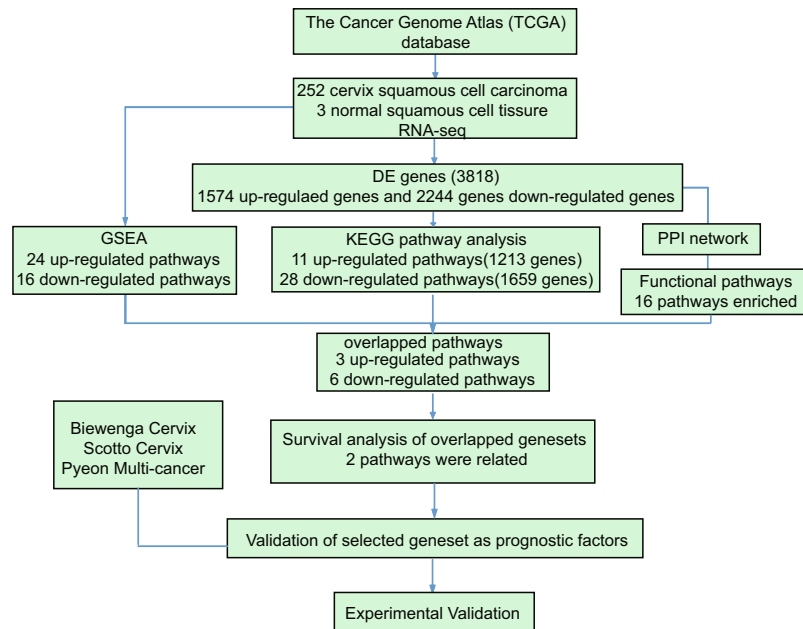 The Cancer Genome Atlas (TCGA)
database
252 cervix squamous cell carcinoma
3 normal squamous cell tissure
RNA-seq
DE genes (3818)
1574 up-regulaed genes and 2244 genes down-regulated genes
GSEA
24 up-regulated pathways
16 down-regulated pathways
KEGG pathway analysis
11 up-regulated pathways(1213 genes)
28 down-regulated pathways(1659 genes)
PPI network
Functional pathways
16 pathways enriched
overlapped pathways
3 up-regulated pathways
6 down-regulated pathways
Biewenga Cervix
Scotto Cervix
Pyeon Multi-cancer
Survival analysis of overlapped genesets
2 pathways were related
Validation of selected geneset as prognostic factors
Experimental Validation